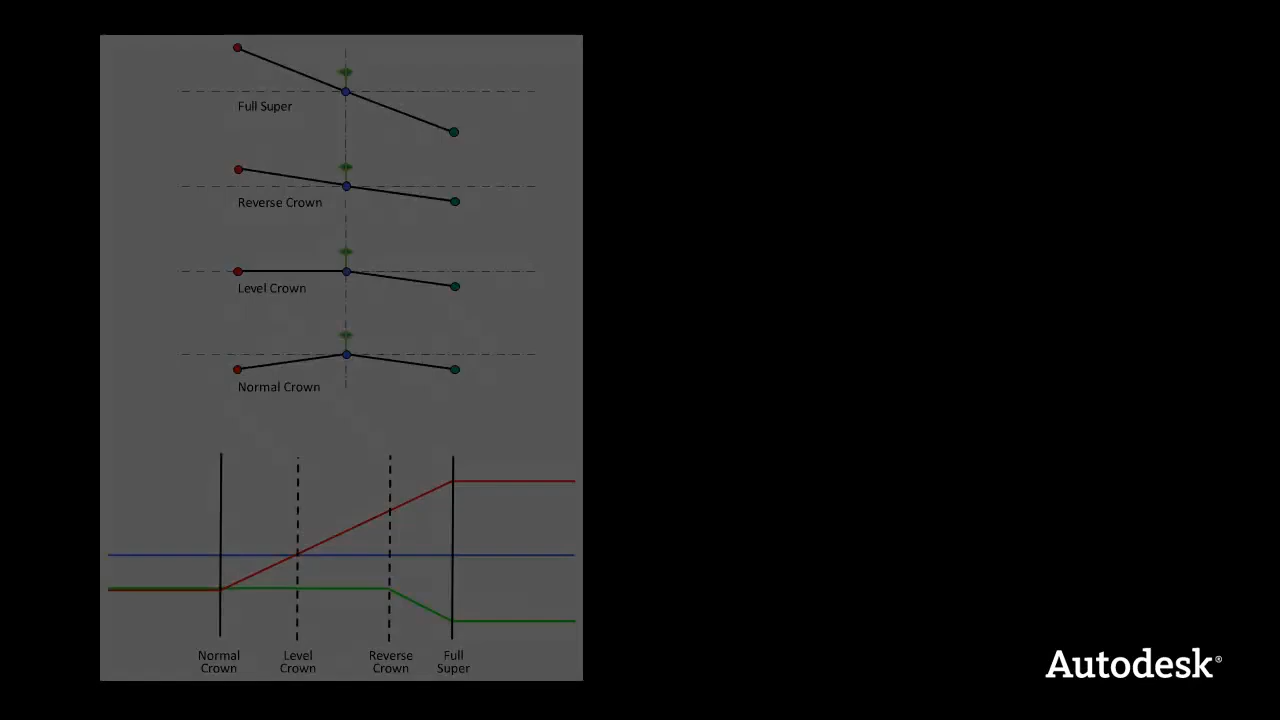 Full Super
Reverse Crown
Level Crown
Normal Crown
Normal
Crown
Level
Crown
Reverse
Crown
Full
Super
Autodesk®